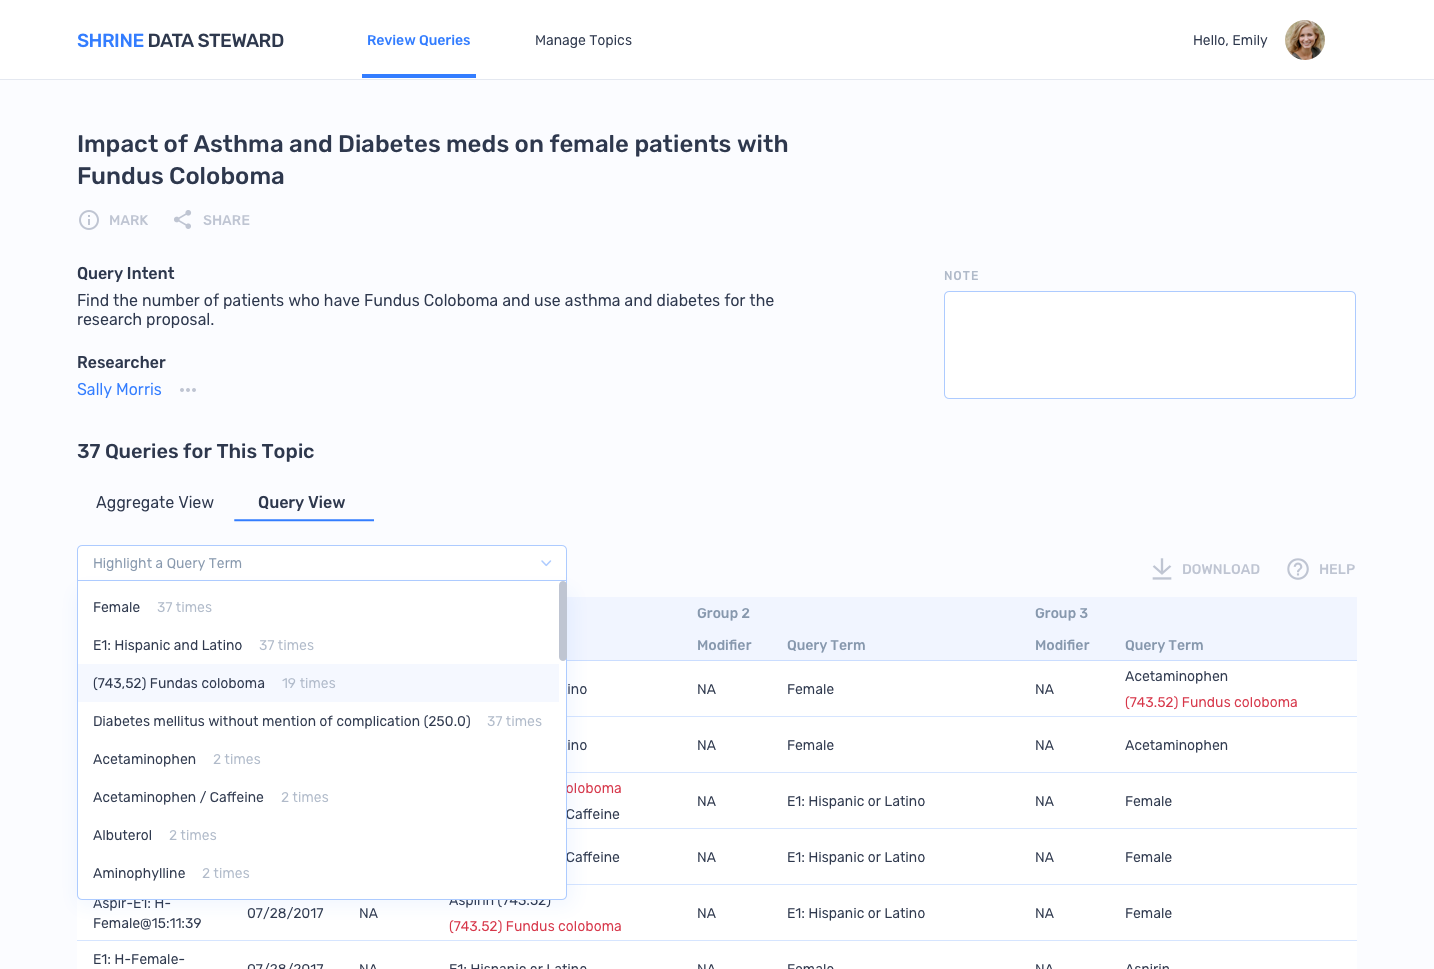 SHRINE DATA STEWARD
Review Queries
Manage Topics
Hello, Emily
Impact of Asthma and Diabetes meds on female patients with
Fundus Coloboma
MARK
SHARE
Query Intent
Find the number of patients who have Fundus Coloboma and use asthma and diabetes for the
research proposal.
Researcher
Sally Morris
NOTE
37 Queries for This Topic
Aggregate View
Query View
Highlight a Query Term
DOWNLOAD
HELP
Female 37 times
E1: Hispanic and Latino 37 times
(743,52) Fundas coloboma 19 times
Diabetes mellitus without mention of complication (250.0) 37 times
Acetaminophen 2 times
Acetaminophen / Caffeine 2 times
Albuterol 2 times
Aminophylline 2 times
Group 2
Group 3
Modifier Query Term Modifier Query Term
ino NA Female NA Acetaminophen
(743.52) Fundus coloboma
ino NA Female NA Acetaminophen
oloboma
Caffeine NA E1: Hispanic or Latino NA Female
Caffeine NA E1: Hispanic or Latino NA Female
Aspir-E1: H-
Female@15:11:39 07/28/2017 NA Aspirin (743.52)
(743.52) Fundus coloboma NA E1: Hispanic or Latino NA Female
E1: H-Female-
07/28/2017 NA E1: Hispanic or Latino NA Female NA Aspirin